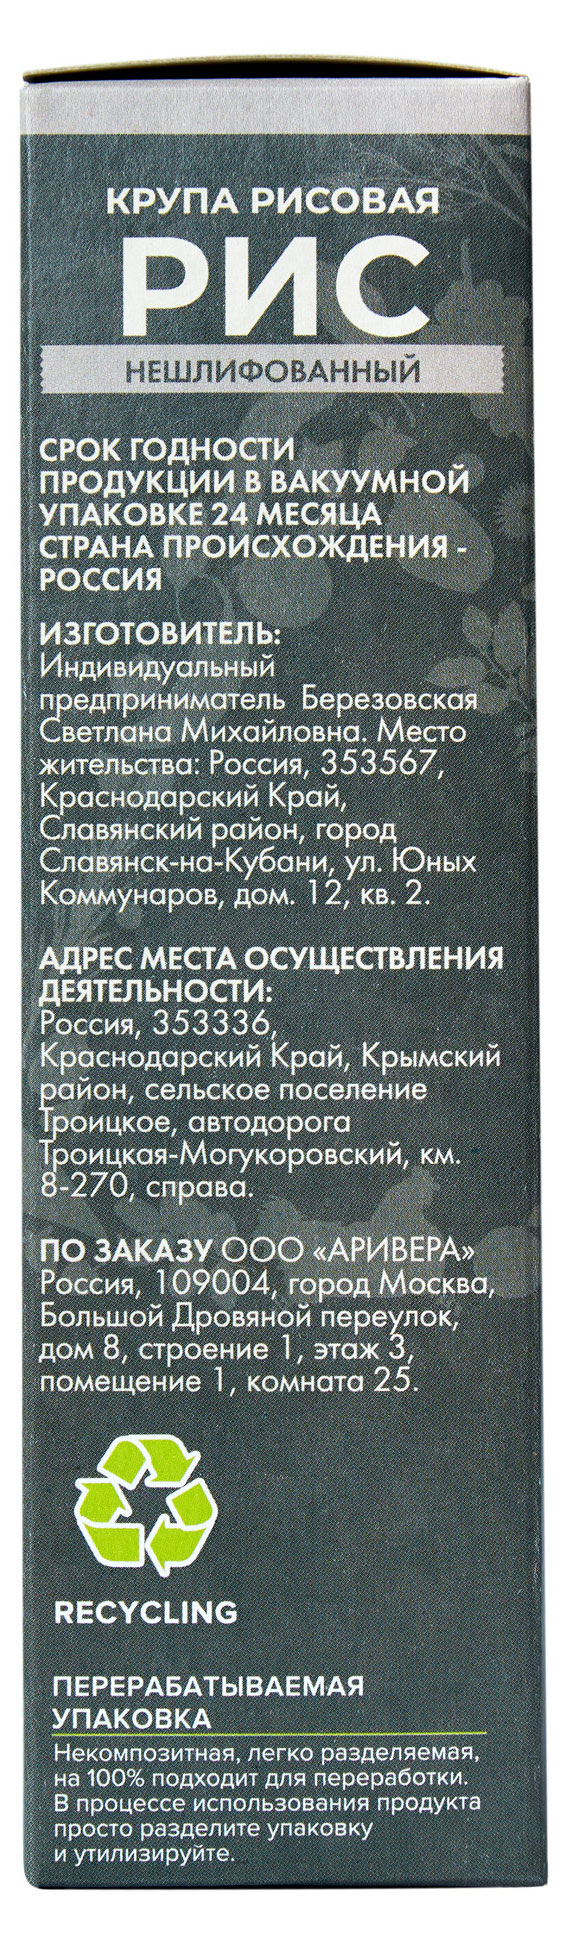 КРУПА РИСОВАЯ
РИС
НЕШЛИФОВАННЫЙ
СРОК ГОДНОСТИ
ПРОДУКЦИИ В ВАКУУМНОЙ
УПАКОВКЕ 24 МЕСЯЦА
СТРАНА ПРОИСХОЖДЕНИЯ -
РОССИЯ
ИЗГОТОВИТЕЛЬ:
Индивидуальный
предприниматель Березовская
Светлана Михайловна. Место
жительства: Россия, 353567,
Краснодарский Край,
Славянский район, город
Славянск-на-Кубани, ул. Юных
Коммунаров, дом. 12, кв. 2.
АДРЕС МЕСТА ОСУЩЕСТВЛЕНИЯ
ДЕЯТЕЛЬНОСТИ:
Россия, 353336,
Краснодарский Край, Крымский
район, сельское поселение
Троицкое, автодорога
Троицкая-Могукоровский, км.
8-270, справа.
ПО ЗАКАЗУ ООО «АРИВЕРА»
Россия, 109004, город Москва,
Большой Дровяной переулок,
дом 8, строение 1, этаж 3,
помещение 1, комната 25.
RECYCLING
ПЕРЕРАБАТЫВАЕМАЯ
УПАКОВКА
Некомпозитная, легко разделяемая,
на 100% подходит для переработки.
В процессе использования продукта
просто разделите упаковку
и утилизируйте.